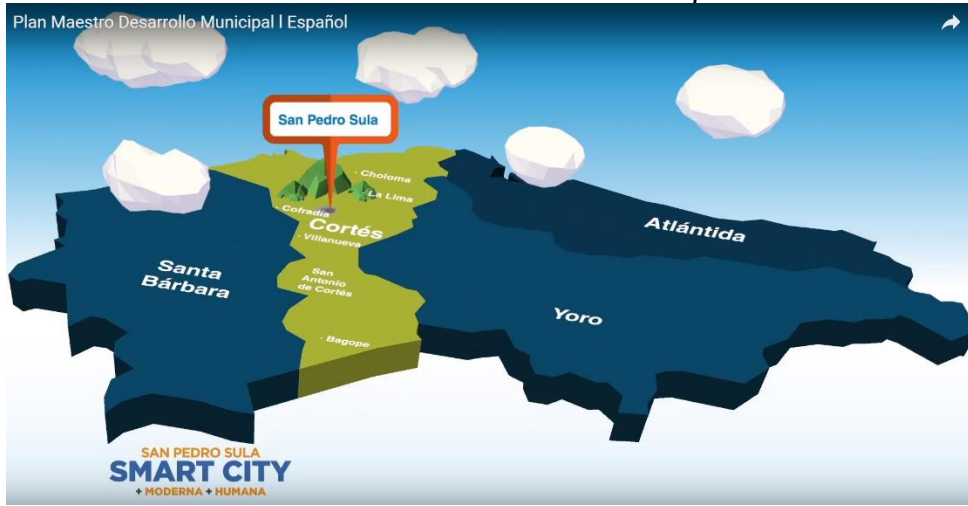 Plan Maestro Desarrollo Municipal l Español
San Pedro Sula
Choloma
La Lima
Cofradía
Cortés
Villanueva
Atlántida
Santa
Bárbara
San
Antonio
de Cortés
Yoro
Bagope
SAN PEDRO SULA
SMART CITY
+ MODERNA + HUMANA